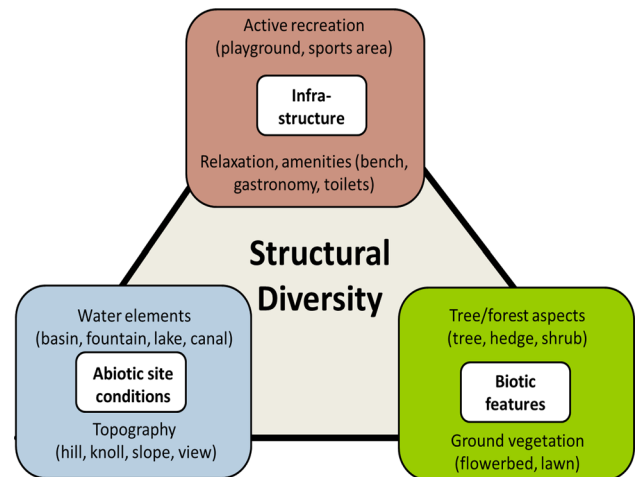 Active recreation
(playground, sports area)
Infra-
structure
Relaxation, amenities (bench,
gastronomy, toilets)
Structural
Diversity
Water elements
(basin, fountain, lake, canal)
Abiotic site
conditions
Topography
(hill, knoll, slope, view)
Tree/forest aspects
(tree, hedge, shrub)
Biotic
features
Ground vegetation
(flowerbed, lawn)